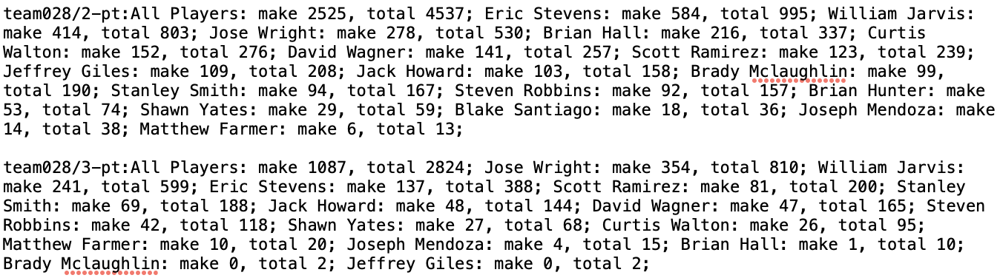 team028/2-pt:All Players: make 2525, total 4537; Eric Stevens: make 584, total 995; William Jarvis:
make 414, total 803; Jose Wright: make 278, total 530; Brian Hall: make 216, total 337; Curtis
Walton: make 152, total 276; David Wagner: make 141, total 257; Scott Ramirez: make 123, total 239;
Jeffrey Giles: make 109, total 208; Jack Howard: make 103, total 158; Brady Mclaughlin: make 99,
total 190; Stanley Smith: make 94, total 167; Steven Robbins: make 92, total 157; Brian Hunter: make
53, total 74; Shawn Yates: make 29, total 59; Blake Santiago: make 18, total 36; Joseph Mendoza: make
14, total 38; Matthew Farmer: make 6, total 13;
team028/3-pt:All Players: make 1087, total 2824; Jose Wright: make 354, total 810; William Jarvis:
make 241, total 599; Eric Stevens: make 137, total 388; Scott Ramirez: make 81, total 200; Stanley
Smith: make 69, total 188; Jack Howard: make 48, total 144; David Wagner: make 47, total 165; Steven
Robbins: make 42, total 118; Shawn Yates: make 27, total 68; Curtis Walton: make 26, total 95;
Matthew Farmer: make 10, total 20; Joseph Mendoza: make 4, total 15; Brian Hall: make 1, total 10;
Brady Mclaughlin: make 0, total 2; Jeffrey Giles: make 0, total 2;